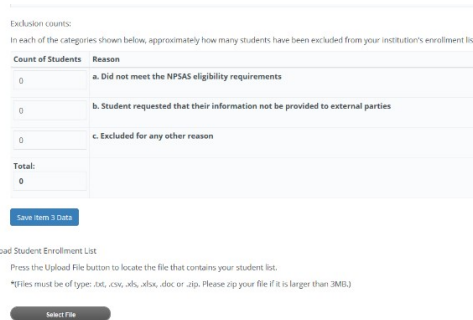 Exclusion counts:
In each of the categories shown below, approximately how many students have been excluded from your institution's enrollment lis
Count of Students Reason
0 a. Did not meet the NPSAS eligibility requirements
0 b. Student requested that their information not be provided to external parties
0 c. Excluded for any other reason
Total:
0
Save Item 3 Data
oad Student Enrollment List
Press the Upload File button to locate the file that contains your student list.
*(Files must be of type: .txt, .csv, .xls, .xlsx, .doc or .zip. Please zip your file if it is larger than 3MB.)
Select File